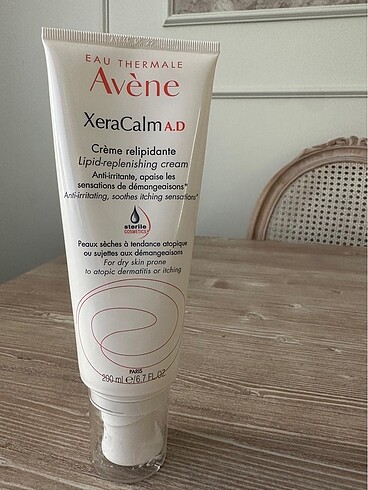 EAU THERMALE
Avène
XeraCalm A.D
Crème relipidante
Lipid-replenishing cream
Anti-irritante, apaise les
sensations de démangeaisons*
Anti-irritating, soothes itching sensations*
sterile
COSMETICS
Peaux sèches à tendance atopique
ou sujettes aux démangeaisons
For dry skin prone
to atopic dermatitis or itching
PARIS
200 ml e/6.7 FL.OZ.